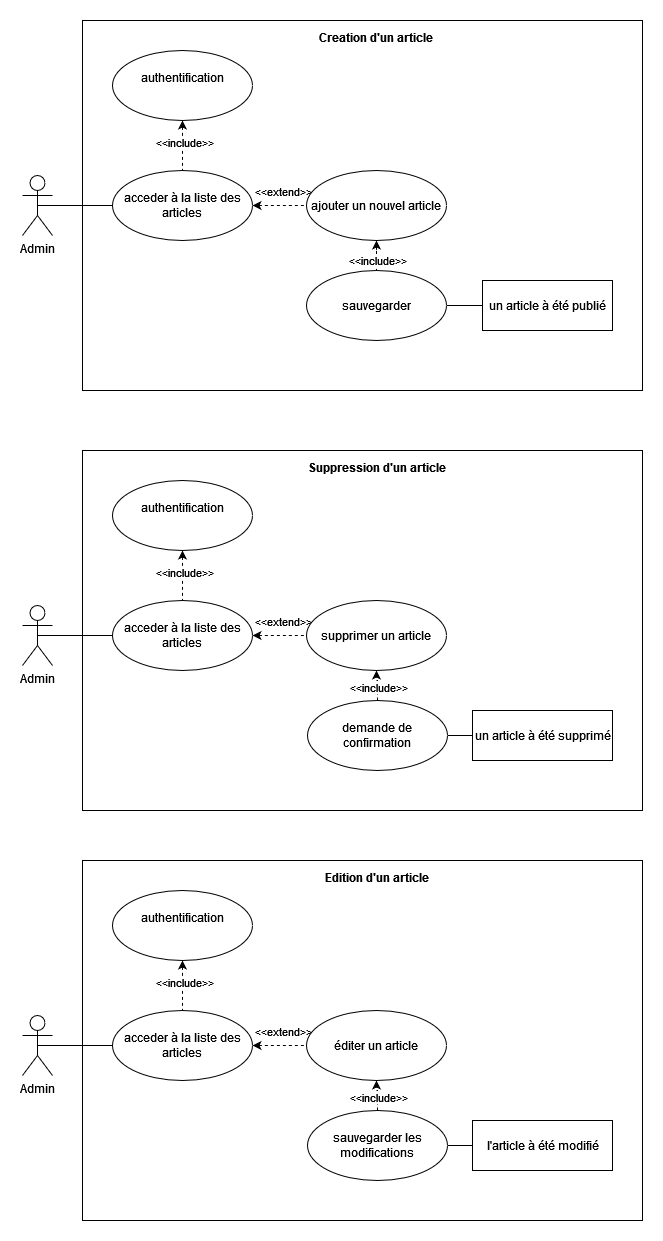 Creation d'un article
authentification
<<include>>
acceder à la liste des
articles
<<extend>>
ajouter un nouvel article
Admin
<<include>>
sauvegarder
un article à été publié
Suppression d'un article
authentification
<<include>>
acceder à la liste des
articles
<<extend>>
supprimer un article
Admin
<<include>>
demande de
confirmation
un article à été supprimé
Edition d'un article
authentification
<<include>>
acceder à la liste des
articles
<<extend>>
éditer un article
Admin
<<include>>
sauvegarder les
modifications
l'article à été modifié